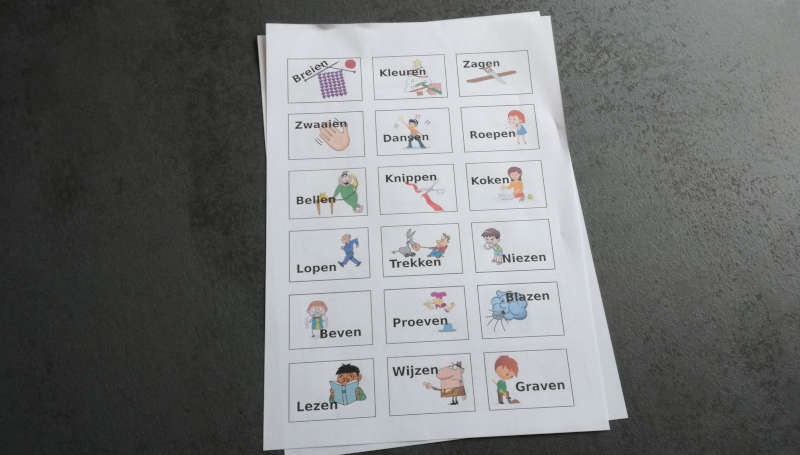 Breien
Kleuren
Zagen
Zwaaien
Dansen
Roepen
Bellen
Knippen
Koken
Lopen
Trekken
Niezen
Beven
Proeven
Blazen
Lezen
Wijzen
Graven